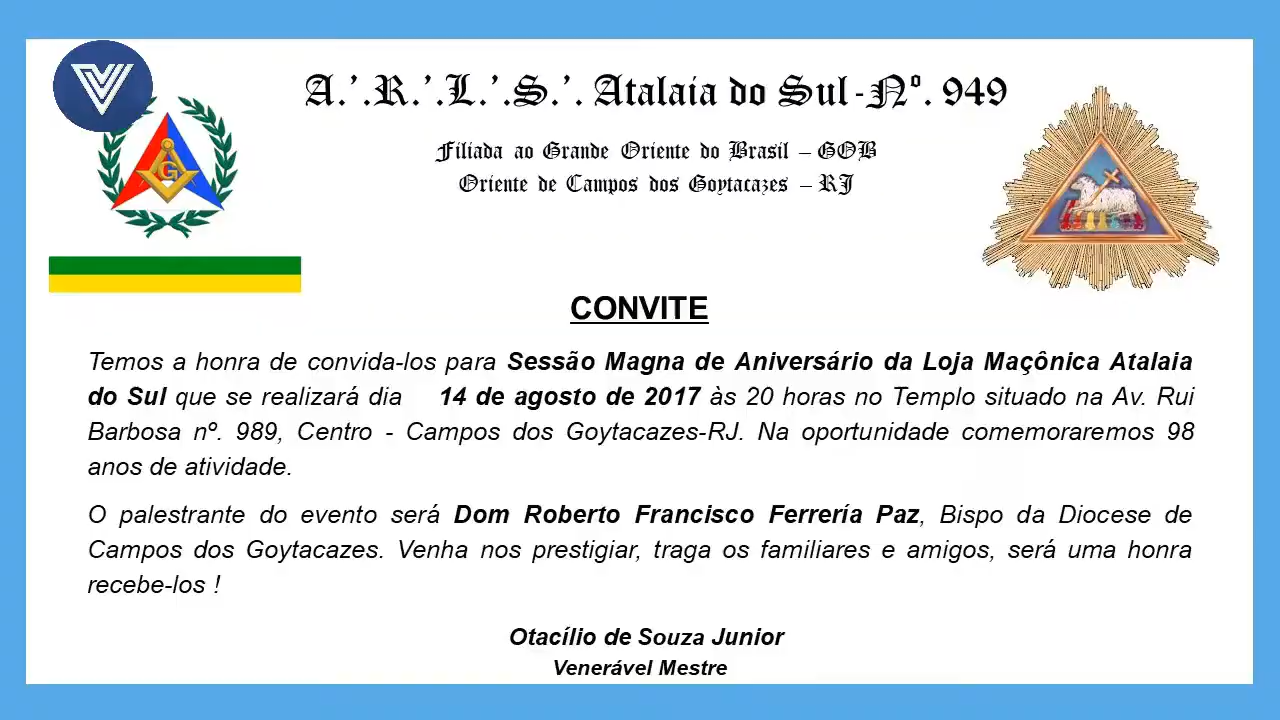 A.'.R.'.L.'.S.'. Atalaia do Sul - Nº. 949
Filiada ao Grande Oriente do Brasil – GOB
Oriente de Campos dos Goytacazes – RJ
G
CONVITE
Temos a honra de convida-los para Sessão Magna de Aniversário da Loja Maçônica Atalaia
do Sul que se realizará dia 14 de agosto de 2017 às 20 horas no Templo situado na Av. Rui
Barbosa nº. 989, Centro - Campos dos Goytacazes-RJ. Na oportunidade comemoraremos 98
anos de atividade.
O palestrante do evento será Dom Roberto Francisco Ferrería Paz, Bispo da Diocese de
Campos dos Goytacazes. Venha nos prestigiar, traga os familiares e amigos, será uma honra
recebe-los !
Otacílio de Souza Junior
Venerável Mestre